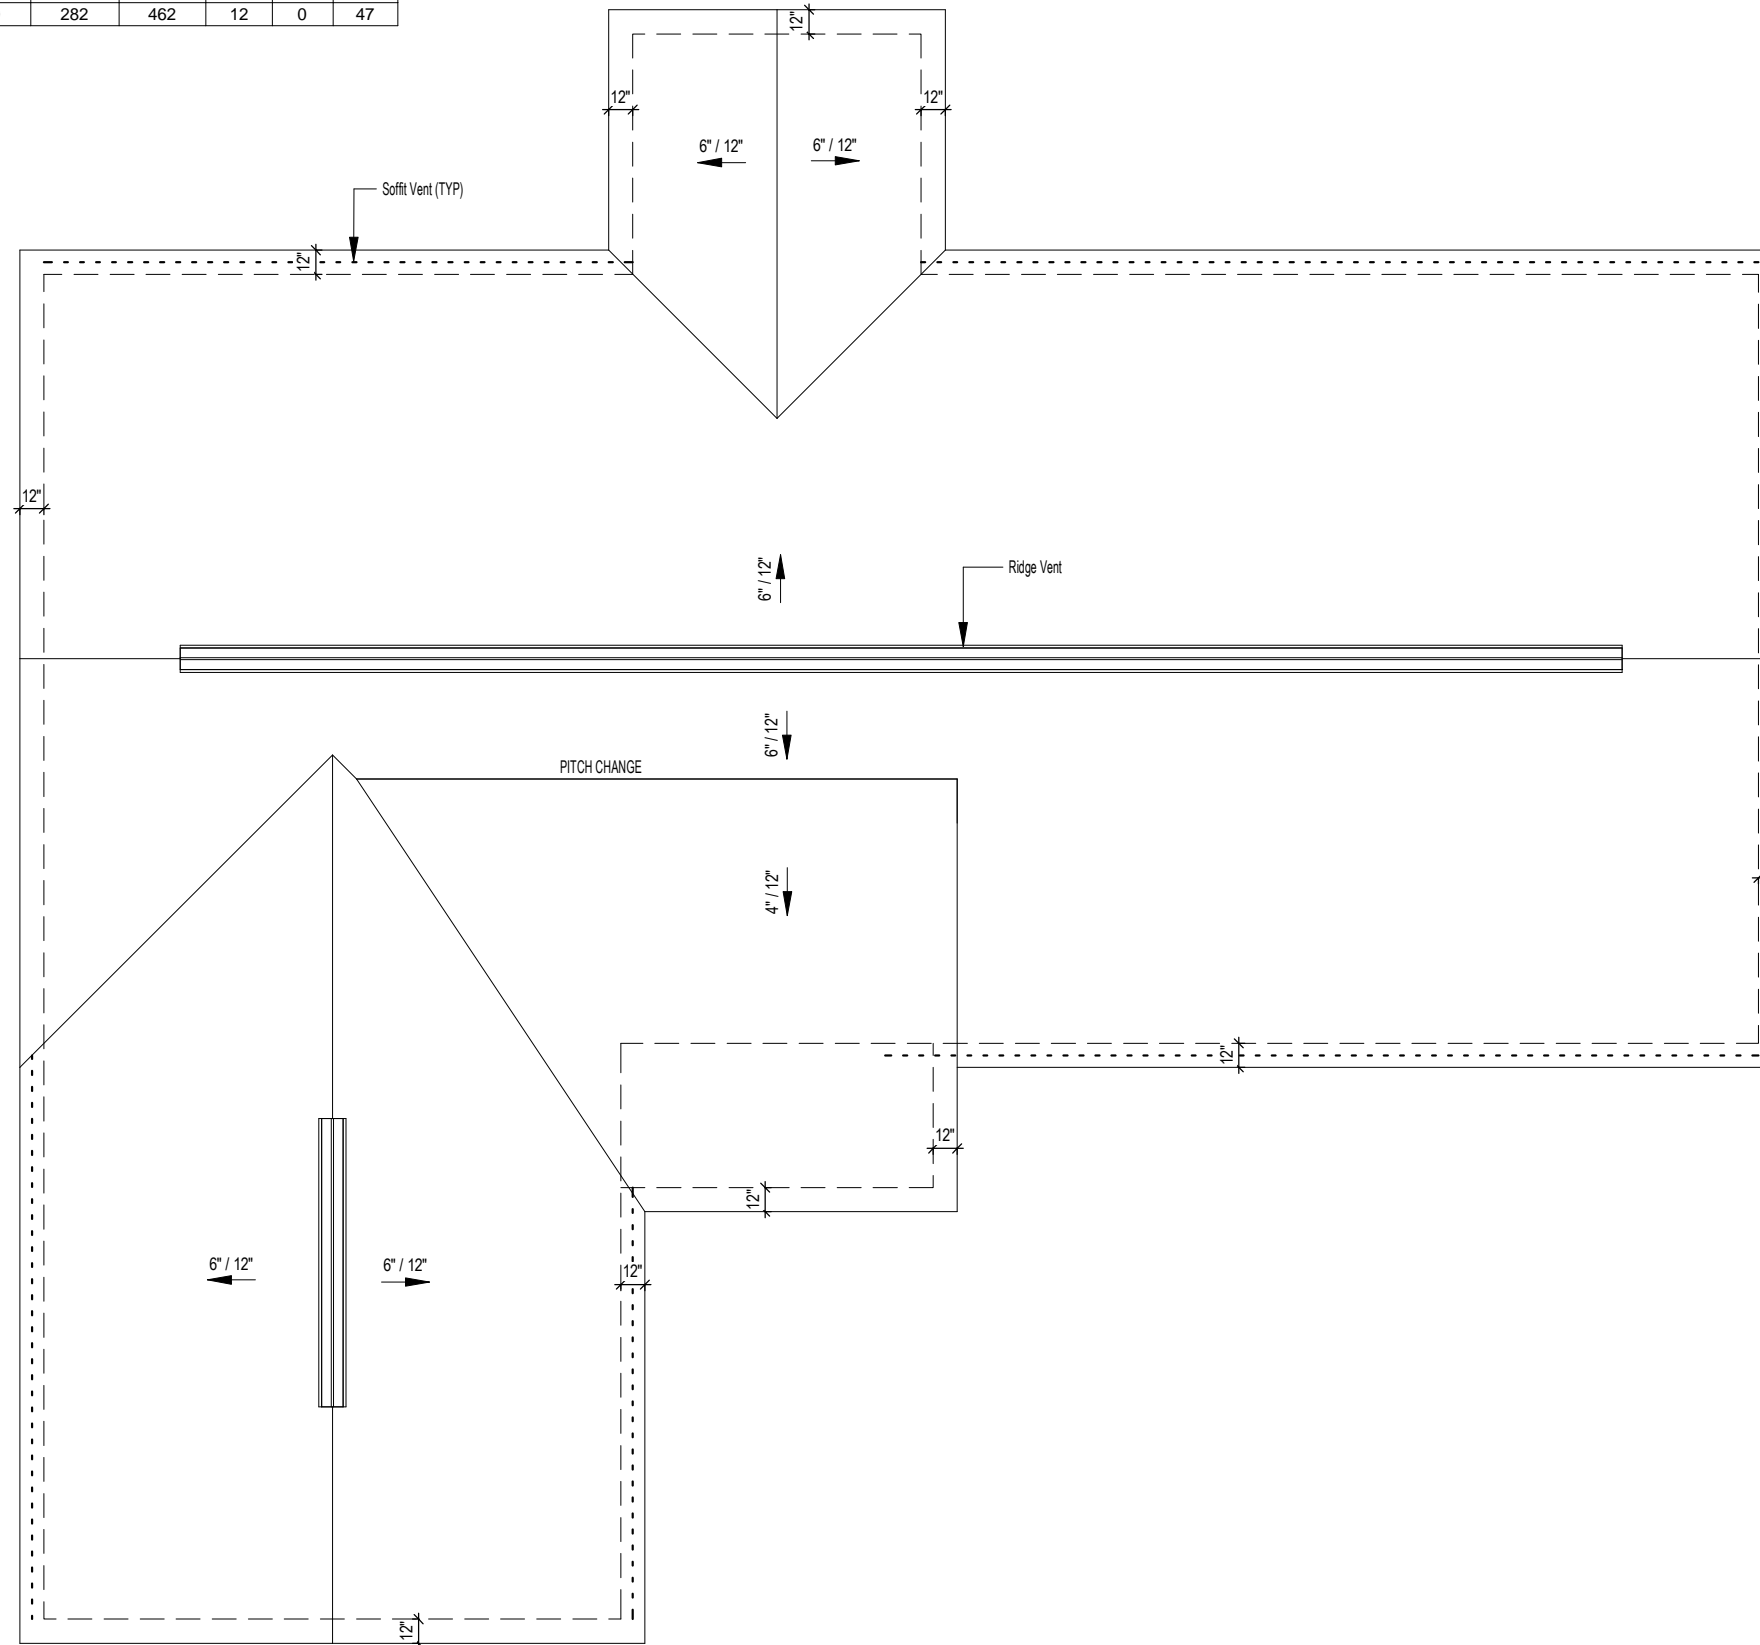 282 462 12 0 47
12"
12" 12"
6" / 12" 6" / 12"
Soffit Vent (TYP)
12"
12"
6" / 12"
Ridge Vent
6" / 12"
PITCH CHANGE
4" / 12"
12"
12"
12"
6" / 12" 6" / 12"
12"
12"